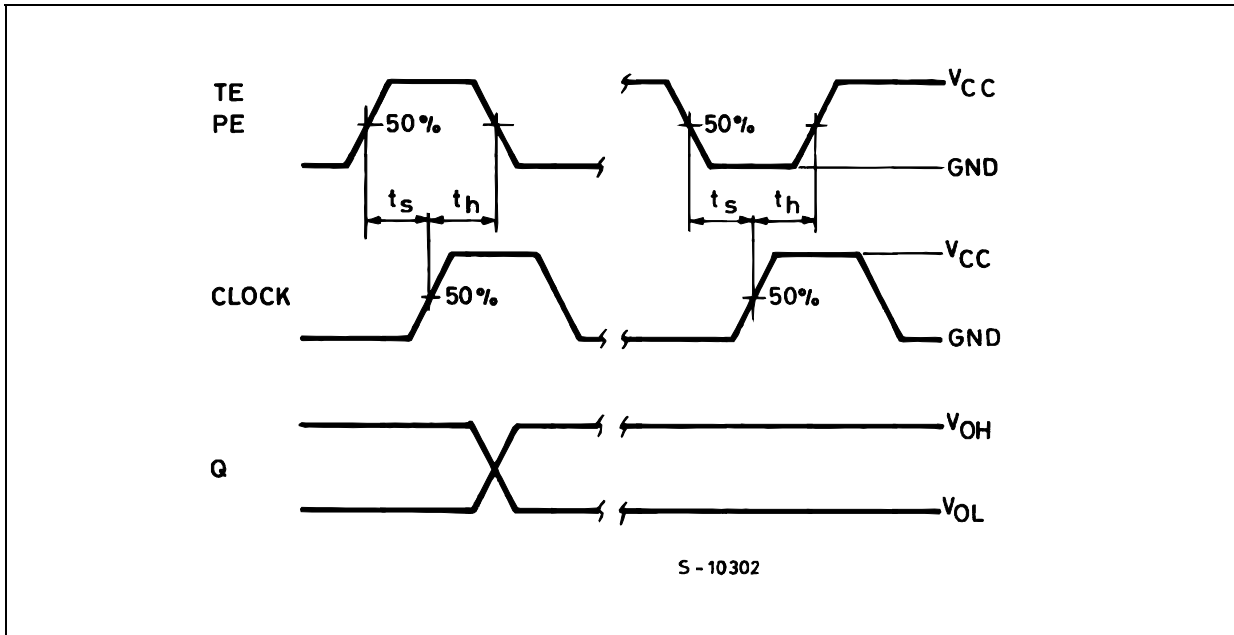 TE
PE
50%
50%
VCC
GND
ts
th
ts
th
CLOCK
50%
50%
VCC
GND
Q
VOH
VOL
S-10302